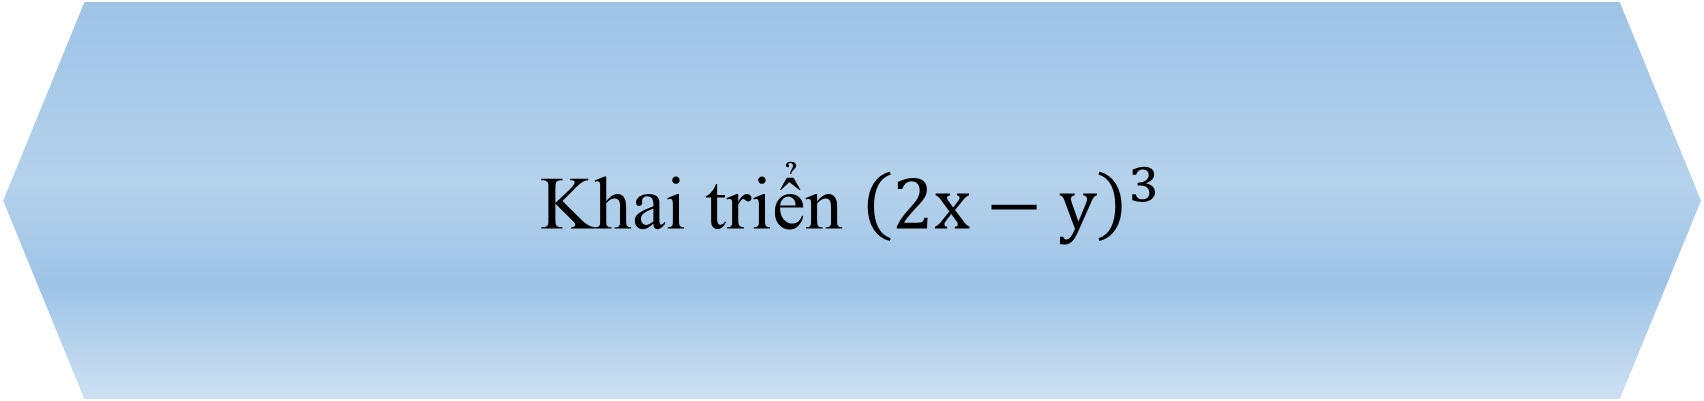 Khai triển (2x − y)³